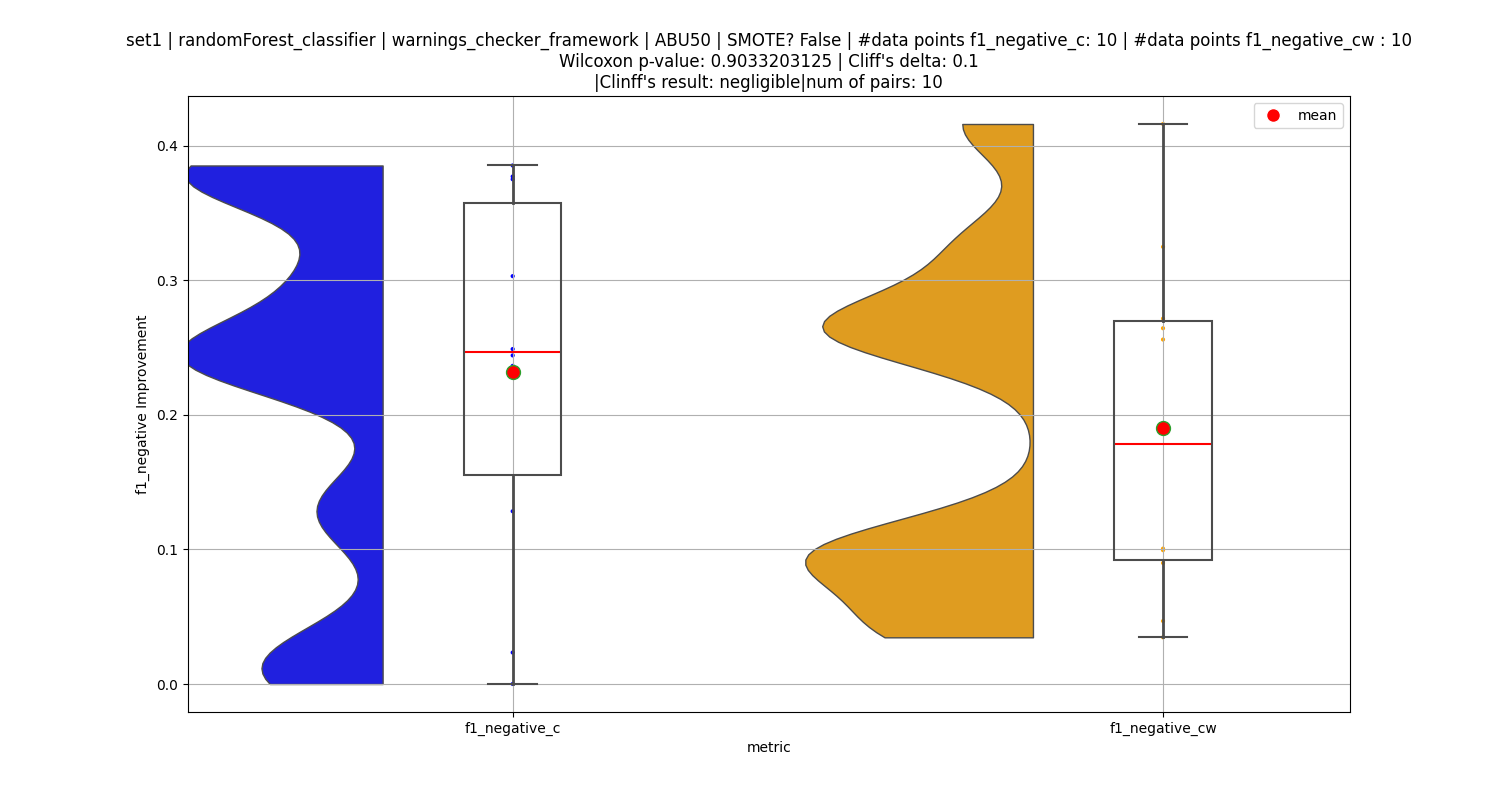 set1 | randomForest_classifier | warnings_checker_framework | ABU50 | SMOTE? False | #data points f1_negative_c: 10 | #data points f1_negative_cw : 10
Wilcoxon p-value: 0.9033203125 | Cliff's delta: 0.1
|Clinff's result: negligible|num of pairs: 10
mean
0.4
0.3
0.2
0.1
0.0
f1_negative Improvement
f1_negative_c
f1_negative_cw
metric